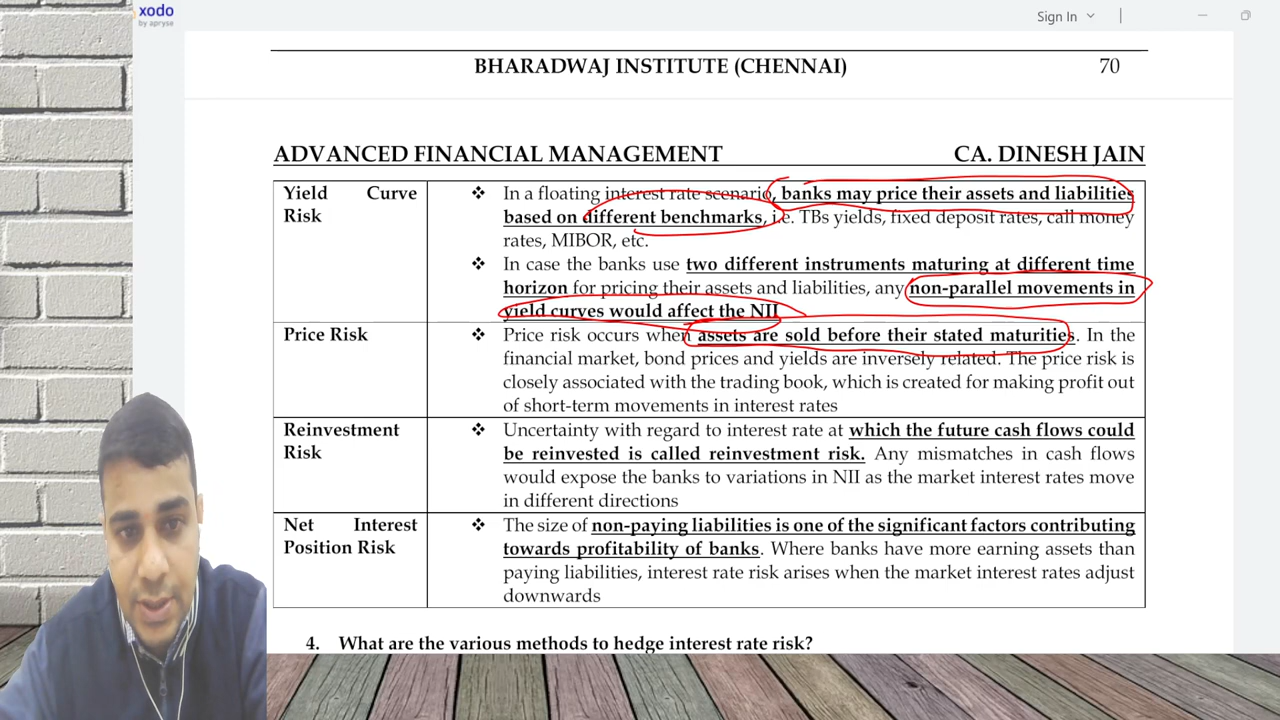 xodo
by apryse
Sign In
BHARADWAJ INSTITUTE (CHENNAI) 70
ADVANCED FINANCIAL MANAGEMENT CA. DINESH JAIN
Yield Curve
Risk
❖ In a floating interest rate scenario, banks may price their assets and liabilities
based on different benchmarks, i.e. TBs yields, fixed deposit rates, call money
rates, MIBOR, etc.
❖ In case the banks use two different instruments maturing at different time
horizon for pricing their assets and liabilities, any non-parallel movements in
yield curves would affect the NII
Price Risk
❖ Price risk occurs when assets are sold before their stated maturities. In the
financial market, bond prices and yields are inversely related. The price risk is
closely associated with the trading book, which is created for making profit out
of short-term movements in interest rates
Reinvestment
Risk
❖ Uncertainty with regard to interest rate at which the future cash flows could
be reinvested is called reinvestment risk. Any mismatches in cash flows
would expose the banks to variations in NII as the market interest rates move
in different directions
Net Interest
Position Risk
❖ The size of non-paying liabilities is one of the significant factors contributing
towards profitability of banks. Where banks have more earning assets than
paying liabilities, interest rate risk arises when the market interest rates adjust
downwards
4. What are the various methods to hedge interest rate risk?